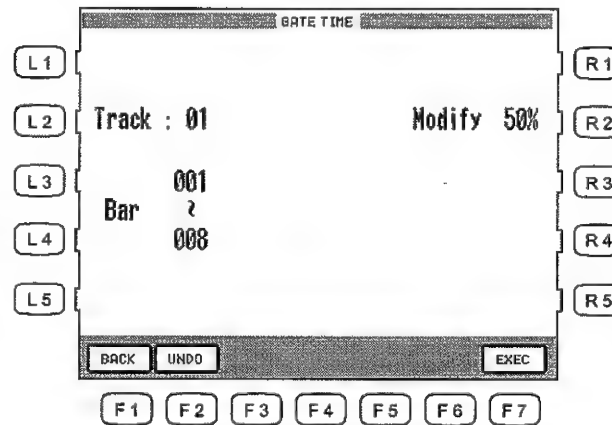 GATE TIME
L1 R1
L2 Track : 01 Modify 50% R2
L3 001 R3
Bar ~
L4 008 R4
L5 R5
BACK UNDO EXEC
F1 F2 F3 F4 F5 F6 F7